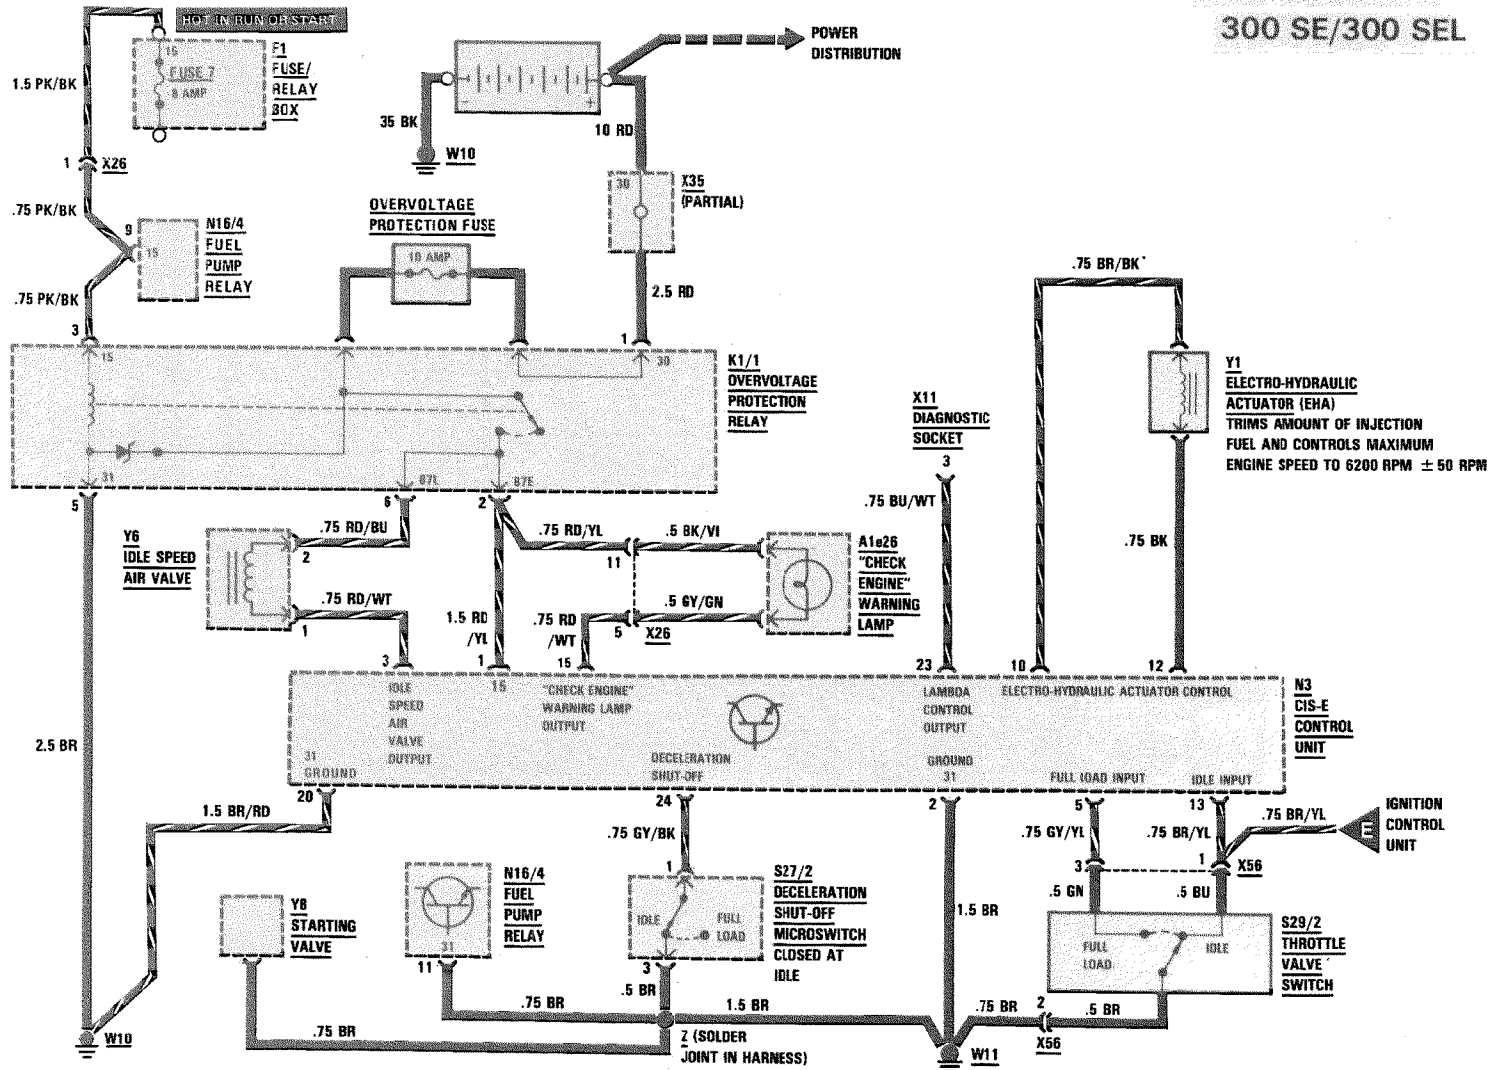 300 SE/300 SEL
HOT IN RUN OR START
1.5 PK/BK
15
FUSE 7
8 AMP
F1
FUSE/
RELAY
BOX
POWER
DISTRIBUTION
-
+
35 BK
W10
10 RD
1
X26
30
X35
(PARTIAL)
.75 PK/BK
9
15
N16/4
FUEL
PUMP
RELAY
OVERVOLTAGE
PROTECTION FUSE
10 AMP
2.5 RD
.75 PK/BK
3
1
15
30
K1/1
OVERVOLTAGE
PROTECTION
RELAY
31
87L
87E
5
6
2
.75 BR/BK
Y1
ELECTRO-HYDRAULIC
ACTUATOR (EHA)
TRIMS AMOUNT OF INJECTION
FUEL AND CONTROLS MAXIMUM
ENGINE SPEED TO 6200 RPM ± 50 RPM
X11
DIAGNOSTIC
SOCKET
3
.75 BU/WT
.75 BK
Y6
IDLE SPEED
AIR VALVE
.75 RD/BU
2
.75 RD/WT
1
.75 RD/YL
11
.5 BK/VI
A1e26
"CHECK
ENGINE"
WARNING
LAMP
1.5 RD
/YL
.75 RD
/WT
5
X26
.5 GY/GN
3
1
15
23
10
12
IDLE
SPEED
AIR
VALVE
OUTPUT
15
"CHECK ENGINE"
WARNING LAMP
OUTPUT
LAMBDA
CONTROL
OUTPUT
ELECTRO-HYDRAULIC ACTUATOR CONTROL
N3
CIS-E
CONTROL
UNIT
31
GROUND
DECELERATION
SHUT-OFF
GROUND
31
FULL LOAD INPUT
IDLE INPUT
2.5 BR
20
24
2
5
13
1.5 BR/RD
.75 GY/BK
.75 GY/YL
.75 BR/YL
.75 BR/YL
E
IGNITION
CONTROL
UNIT
3
1
X56
.5 GN
.5 BU
Y8
STARTING
VALVE
N16/4
FUEL
PUMP
RELAY
31
11
1
S27/2
DECELERATION
SHUT-OFF
MICROSWITCH
CLOSED AT
IDLE
IDLE
FULL
LOAD
3
.5 BR
1.5 BR
FULL
LOAD
IDLE
S29/2
THROTTLE
VALVE
SWITCH
.75 BR
1.5 BR
.75 BR
2
X56
.5 BR
.75 BR
Z (SOLDER
JOINT IN HARNESS)
W10
W11